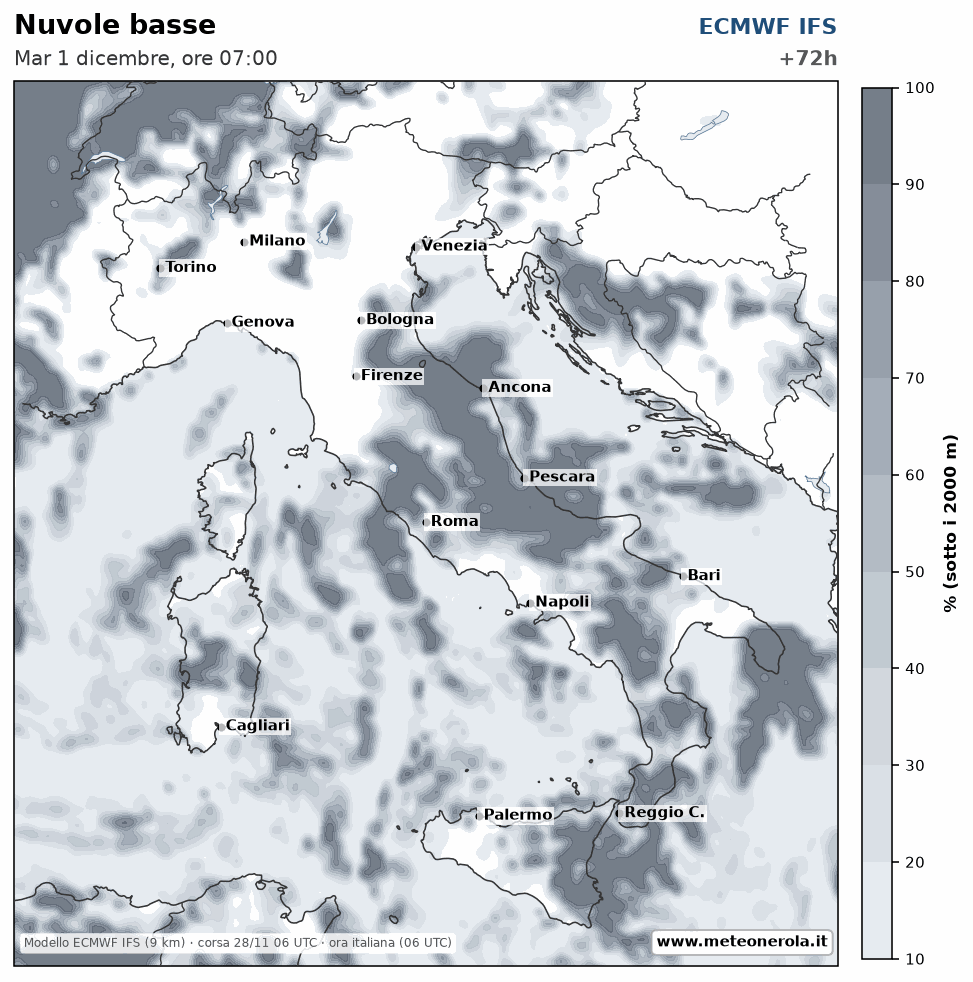 Nuvole basse
ECMWF IFS
Mar 1 dicembre, ore 07:00
+72h
100
90
80
70
60
50
40
30
20
10
% (sotto i 2000 m)
Milano
Venezia
Torino
Genova
Bologna
Firenze
Ancona
Pescara
Roma
Bari
Napoli
Cagliari
Palermo
Reggio C.
Modello ECMWF IFS (9 km) · corsa 28/11 06 UTC · ora italiana (06 UTC)
www.meteonerola.it